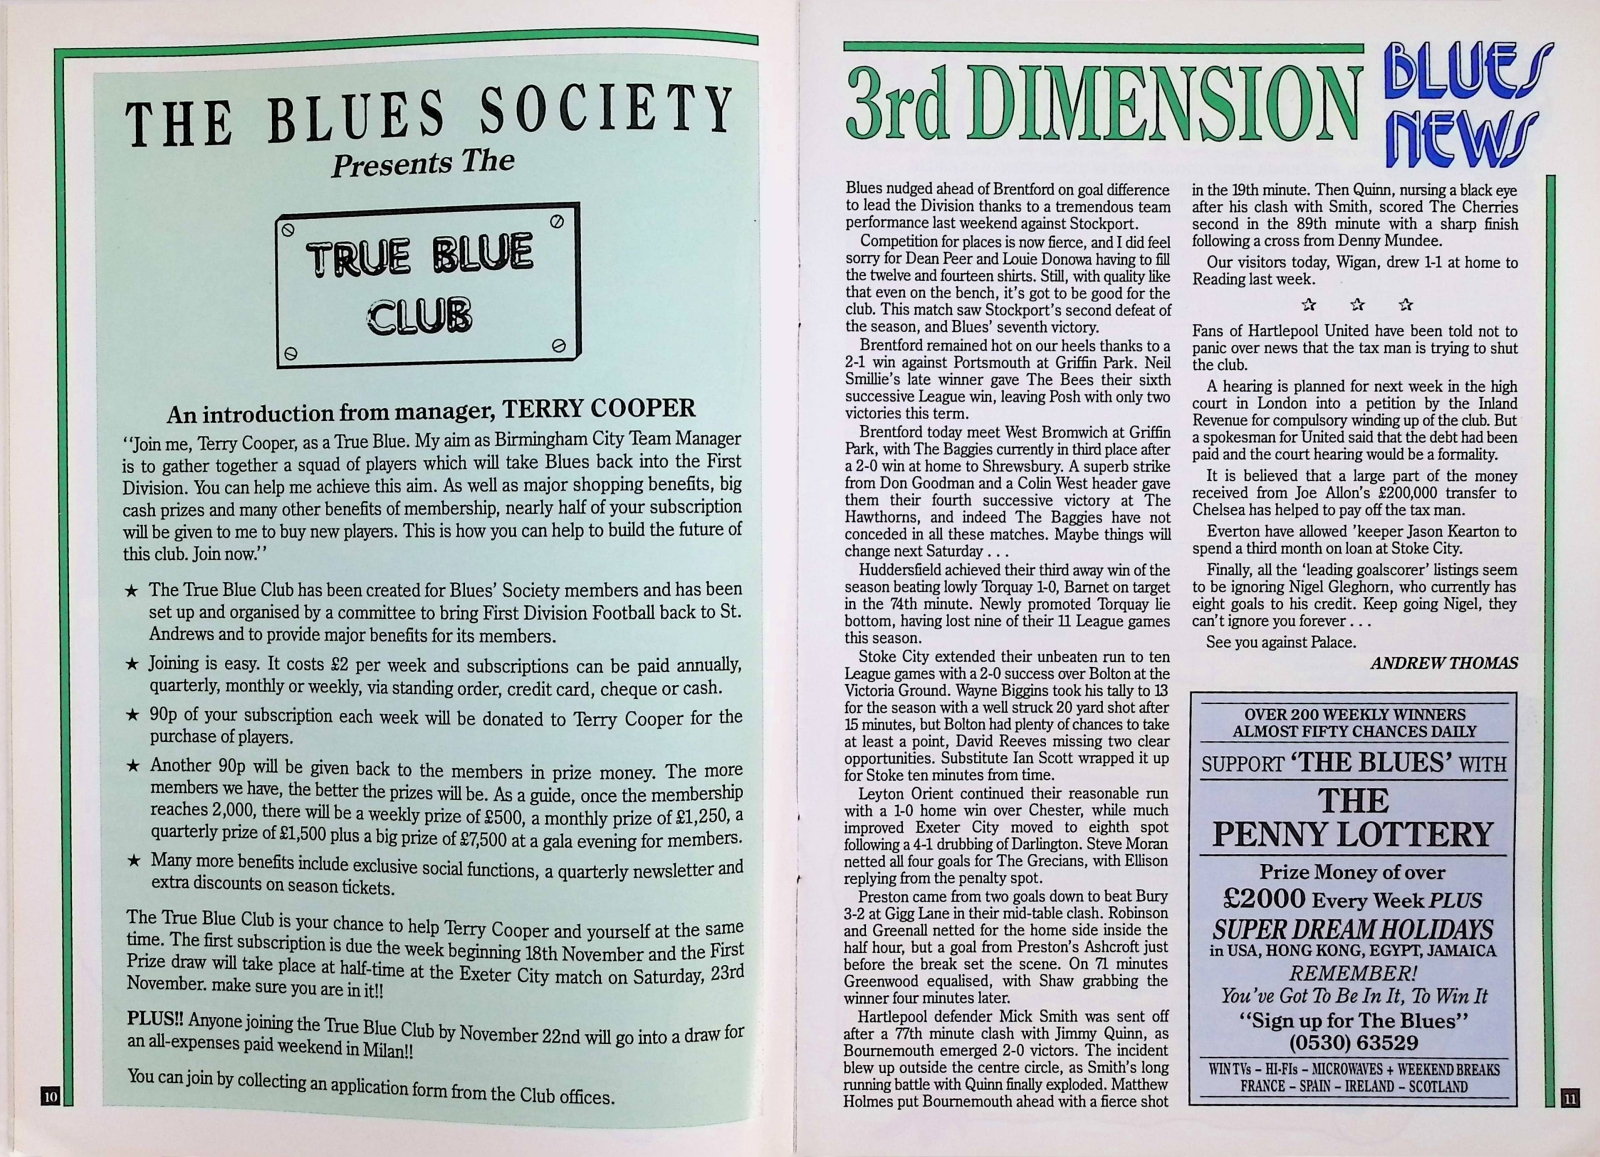 THE BLUES SOCIETY
Presents The
TRUE BLUE
CLUB
An introduction from manager, TERRY COOPER
"Join me, Terry Cooper, as a True Blue. My aim as Birmingham City Team Manager
is to gather together a squad of players which will take Blues back into the First
Division. You can help me achieve this aim. As well as major shopping benefits, big
cash prizes and many other benefits of membership, nearly half of your subscription
will be given to me to buy new players. This is how you can help to build the future of
this club. Join now."
★ The True Blue Club has been created for Blues' Society members and has been
set up and organised by a committee to bring First Division Football back to St.
Andrews and to provide major benefits for its members.
★ Joining is easy. It costs £2 per week and subscriptions can be paid annually,
quarterly, monthly or weekly, via standing order, credit card, cheque or cash.
★ 90p of your subscription each week will be donated to Terry Cooper for the
purchase of players.
★ Another 90p will be given back to the members in prize money. The more
members we have, the better the prizes will be. As a guide, once the membership
reaches 2,000, there will be a weekly prize of £500, a monthly prize of £1,250, a
quarterly prize of £1,500 plus a big prize of £7,500 at a gala evening for members.
★ Many more benefits include exclusive social functions, a quarterly newsletter and
extra discounts on season tickets.
The True Blue Club is your chance to help Terry Cooper and yourself at the same
time. The first subscription is due the week beginning 18th November and the First
Prize draw will take place at half-time at the Exeter City match on Saturday, 23rd
November. make sure you are in it!!
PLUS!! Anyone joining the True Blue Club by November 22nd will go into a draw for
an all-expenses paid weekend in Milan!!
You can join by collecting an application form from the Club offices.
10
3rd DIMENSION
BLUES
NEWS
Blues nudged ahead of Brentford on goal difference
to lead the Division thanks to a tremendous team
performance last weekend against Stockport.
Competition for places is now fierce, and I did feel
sorry for Dean Peer and Louie Donowa having to fill
the twelve and fourteen shirts. Still, with quality like
that even on the bench, it's got to be good for the
club. This match saw Stockport's second defeat of
the season, and Blues' seventh victory.
Brentford remained hot on our heels thanks to a
2-1 win against Portsmouth at Griffin Park. Neil
Smillie's late winner gave The Bees their sixth
successive League win, leaving Posh with only two
victories this term.
Brentford today meet West Bromwich at Griffin
Park, with The Baggies currently in third place after
a 2-0 win at home to Shrewsbury. A superb strike
from Don Goodman and a Colin West header gave
them their fourth successive victory at The
Hawthorns, and indeed The Baggies have not
conceded in all these matches. Maybe things will
change next Saturday . . .
Huddersfield achieved their third away win of the
season beating lowly Torquay 1-0, Barnet on target
in the 74th minute. Newly promoted Torquay lie
bottom, having lost nine of their 11 League games
this season.
Stoke City extended their unbeaten run to ten
League games with a 2-0 success over Bolton at the
Victoria Ground. Wayne Biggins took his tally to 13
for the season with a well struck 20 yard shot after
15 minutes, but Bolton had plenty of chances to take
at least a point, David Reeves missing two clear
opportunities. Substitute Ian Scott wrapped it up
for Stoke ten minutes from time.
Leyton Orient continued their reasonable run
with a 1-0 home win over Chester, while much
improved Exeter City moved to eighth spot
following a 4-1 drubbing of Darlington. Steve Moran
netted all four goals for The Grecians, with Ellison
replying from the penalty spot.
Preston came from two goals down to beat Bury
3-2 at Gigg Lane in their mid-table clash. Robinson
and Greenall netted for the home side inside the
half hour, but a goal from Preston's Ashcroft just
before the break set the scene. On 71 minutes
Greenwood equalised, with Shaw grabbing the
winner four minutes later.
Hartlepool defender Mick Smith was sent off
after a 77th minute clash with Jimmy Quinn, as
Bournemouth emerged 2-0 victors. The incident
blew up outside the centre circle, as Smith's long
running battle with Quinn finally exploded. Matthew
Holmes put Bournemouth ahead with a fierce shot
in the 19th minute. Then Quinn, nursing a black eye
after his clash with Smith, scored The Cherries
second in the 89th minute with a sharp finish
following a cross from Denny Mundee.
Our visitors today, Wigan, drew 1-1 at home to
Reading last week.
☆ ☆ ☆
Fans of Hartlepool United have been told not to
panic over news that the tax man is trying to shut
the club.
A hearing is planned for next week in the high
court in London into a petition by the Inland
Revenue for compulsory winding up of the club. But
a spokesman for United said that the debt had been
paid and the court hearing would be a formality.
It is believed that a large part of the money
received from Joe Allon's £200,000 transfer to
Chelsea has helped to pay off the tax man.
Everton have allowed 'keeper Jason Kearton to
spend a third month on loan at Stoke City.
Finally, all the 'leading goalscorer' listings seem
to be ignoring Nigel Gleghorn, who currently has
eight goals to his credit. Keep going Nigel, they
can't ignore you forever . . .
See you against Palace.
ANDREW THOMAS
OVER 200 WEEKLY WINNERS
ALMOST FIFTY CHANCES DAILY
SUPPORT 'THE BLUES' WITH
THE
PENNY LOTTERY
Prize Money of over
£2000 Every Week PLUS
SUPER DREAM HOLIDAYS
in USA, HONG KONG, EGYPT, JAMAICA
REMEMBER!
You've Got To Be In It, To Win It
"Sign up for The Blues"
(0530) 63529
WIN TVs – HI-FIs – MICROWAVES + WEEKEND BREAKS
FRANCE – SPAIN – IRELAND – SCOTLAND
11